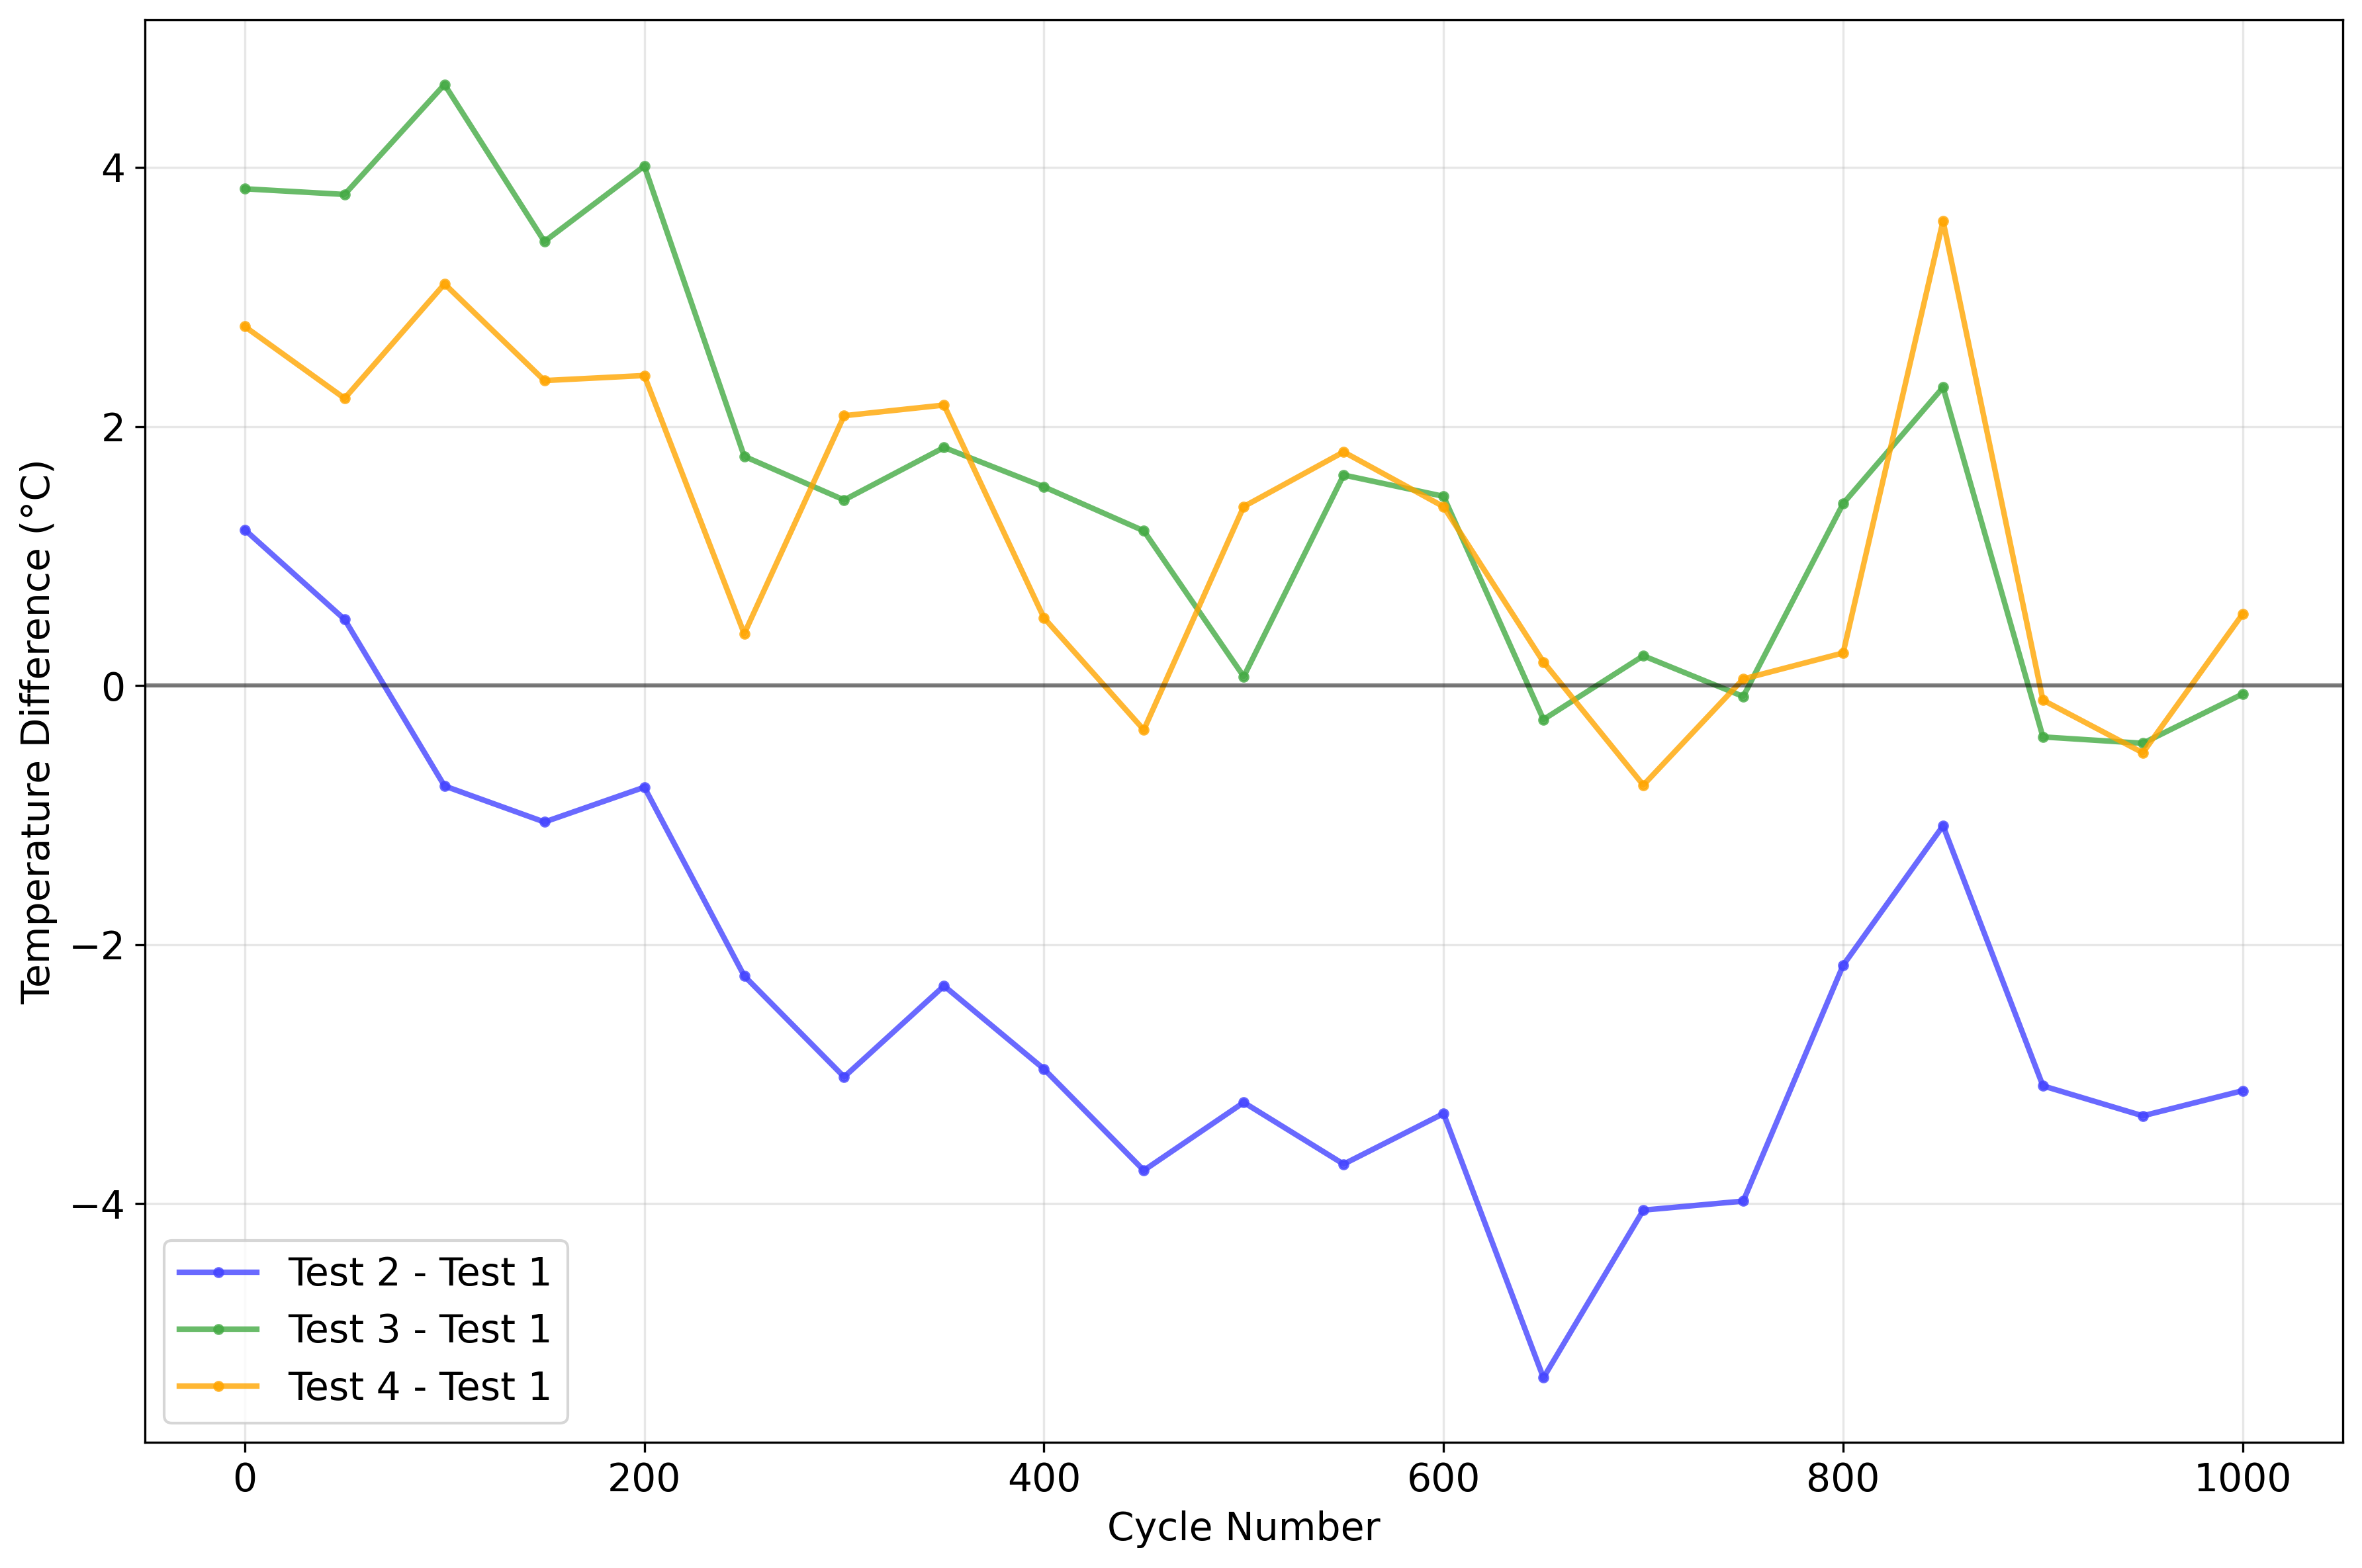 4
2
0
−2
−4
Temperature Difference (°C)
Test 2 - Test 1
Test 3 - Test 1
Test 4 - Test 1
0 200 400 600 800 1000
Cycle Number